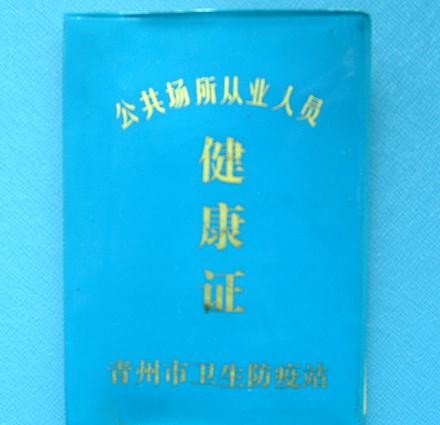 公共场所从业人员
健
康
证
青州市卫生防疫站